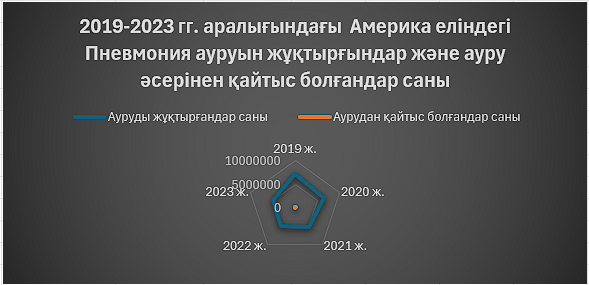 2019-2023 гг. аралығындағы Америка еліндегі
Пневмония ауруын жұқтырғындар және ауру
әсерінен қайтыс болғандар саны
Ауруды жұқтырғандар саны
Аурудан қайтыс болғандар саны
2019 ж.
10000000
5000000
2023 ж.
2020 ж.
0
2022 ж.
2021 ж.